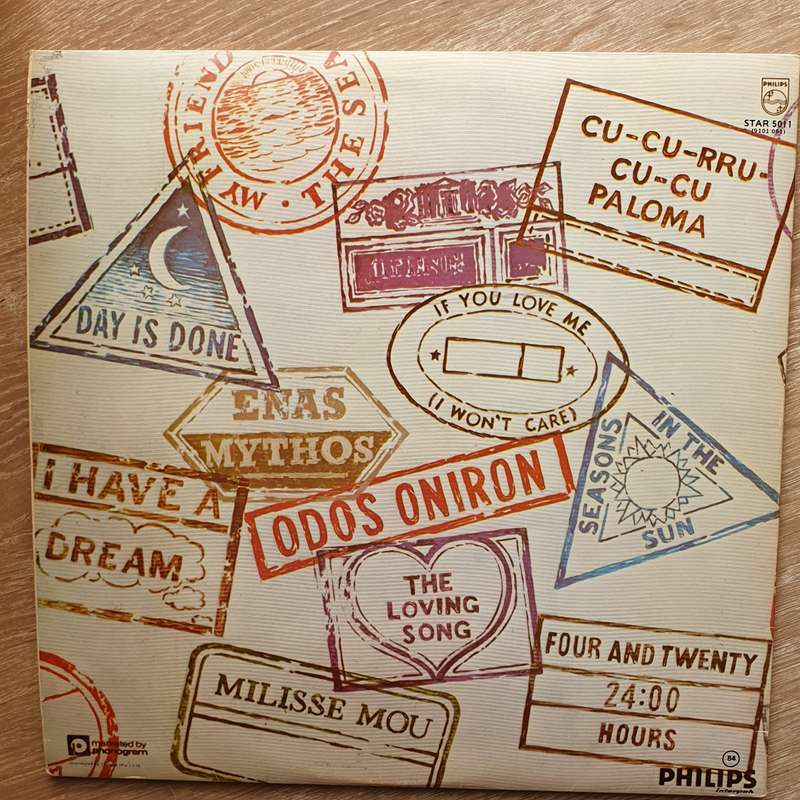 MY FRIEND THE SEA
PHILIPS
STAR 5011
CU-CU-RRU-
CU-CU
PALOMA
DAY IS DONE
IF YOU LOVE ME
(I WON'T CARE)
ENAS
MYTHOS
SEASONS
IN THE
SUN
I HAVE A
DREAM
ODOS ONIRON
THE
LOVING
SONG
FOUR AND TWENTY
24:00
HOURS
MILISSE MOU
marketed by
phonogram
84
PHILIPS
interpak